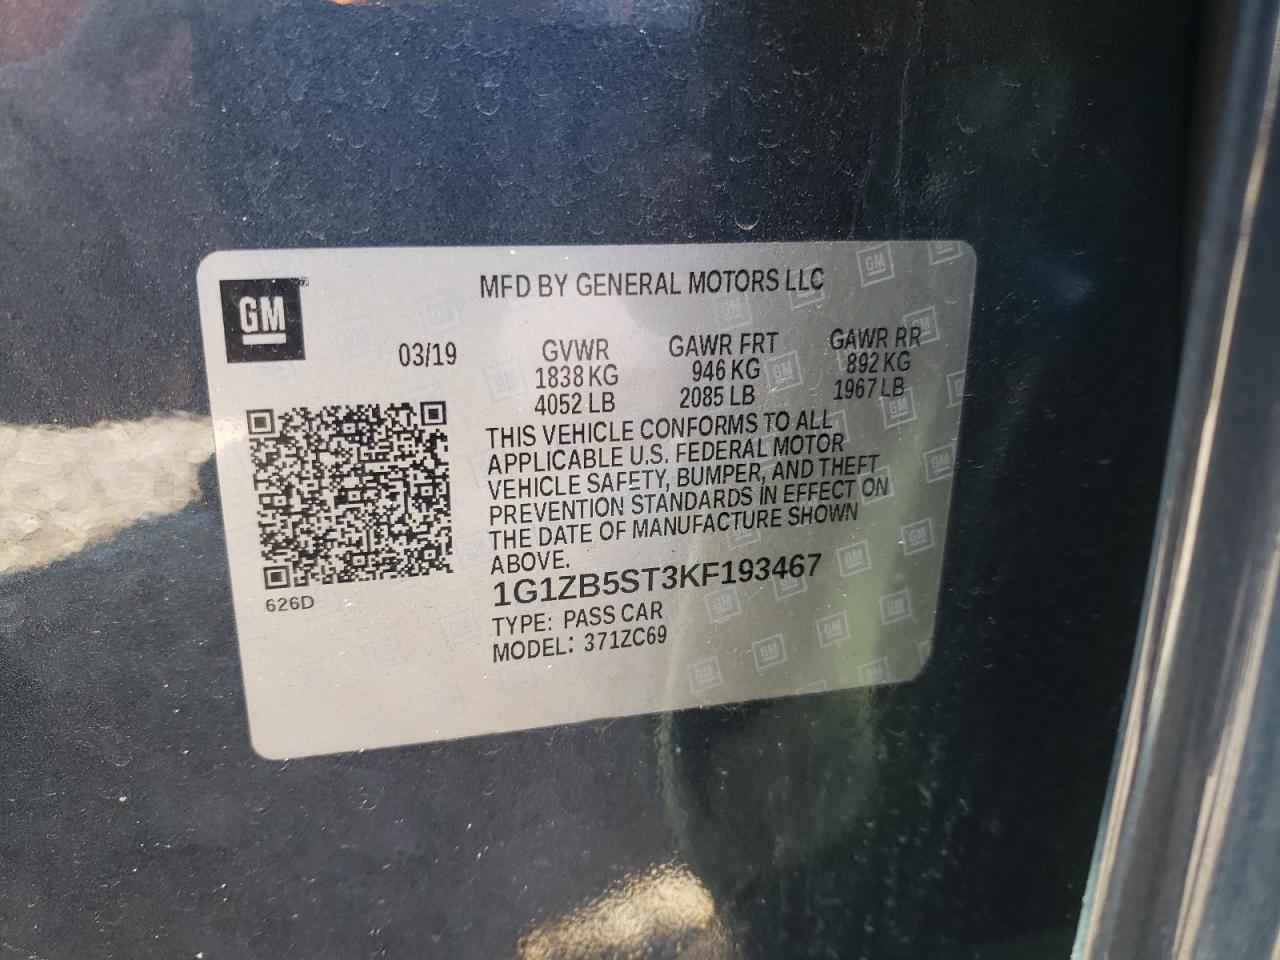 MFD BY GENERAL MOTORS LLC
GM
03/19
GVWR GAWR FRT GAWR RR
1838 KG 946 KG 892 KG
4052 LB 2085 LB 1967 LB
THIS VEHICLE CONFORMS TO ALL
APPLICABLE U.S. FEDERAL MOTOR
VEHICLE SAFETY, BUMPER, AND THEFT
PREVENTION STANDARDS IN EFFECT ON
THE DATE OF MANUFACTURE SHOWN
ABOVE.
1G1ZB5ST3KF193467
626D
TYPE: PASS CAR
MODEL: 371ZC69